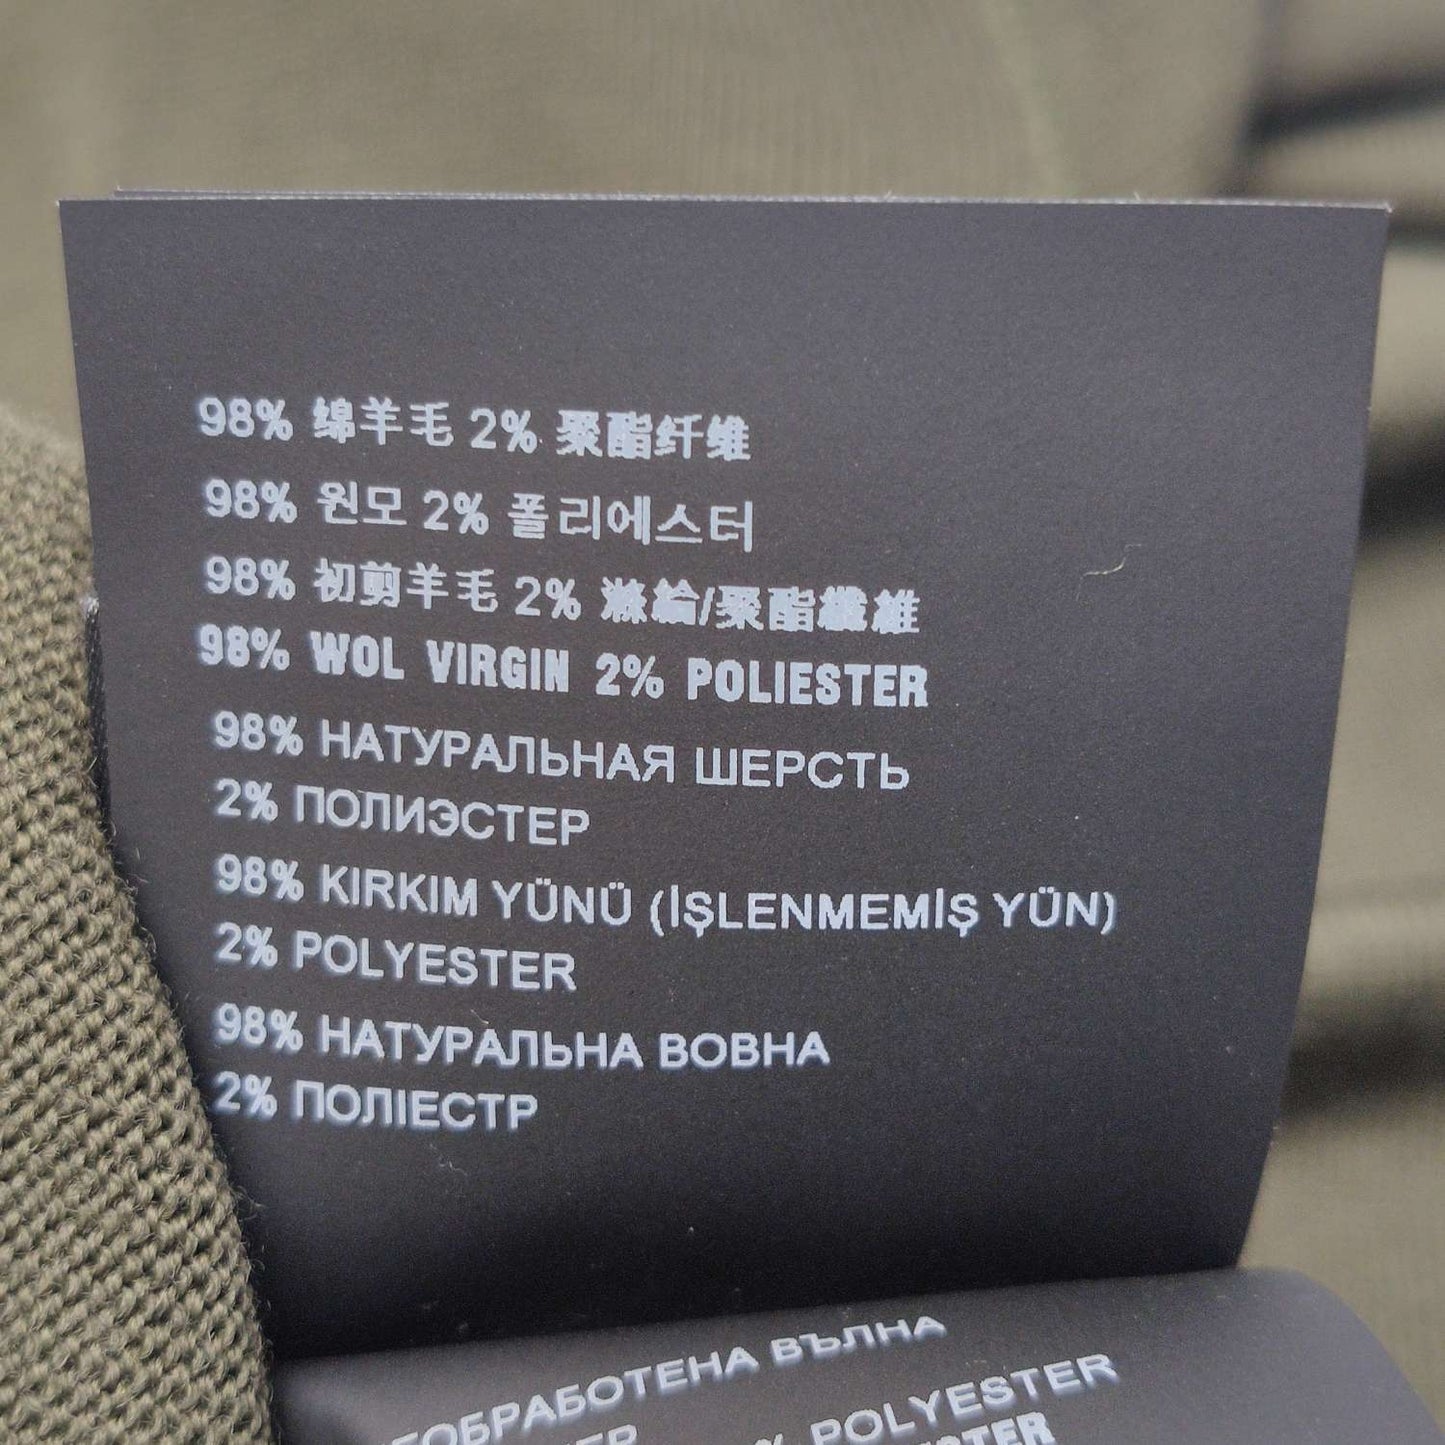 98% 绵羊毛 2% 聚酯纤维
98% 원모 2% 폴리에스터
98% 初剪羊毛 2% 滌綸/聚酯纖維
98% WOL VIRGIN 2% POLIESTER
98% НАТУРАЛЬНАЯ ШЕРСТЬ
2% ПОЛИЭСТЕР
98% KIRKIM YÜNÜ (İŞLENMEMİŞ YÜN)
2% POLYESTER
98% НАТУРАЛЬНА ВОВНА
2% ПОЛІЕСТР
ВЪЛНА
% POLYESTER